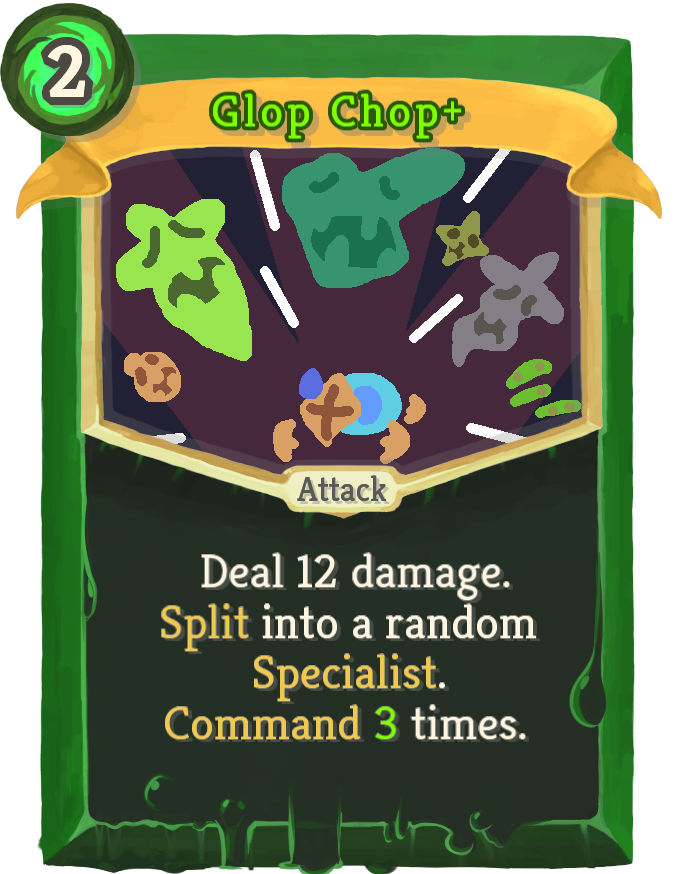 2
Glop Chop+
Attack
Deal 12 damage.
Split into a random
Specialist.
Command 3 times.